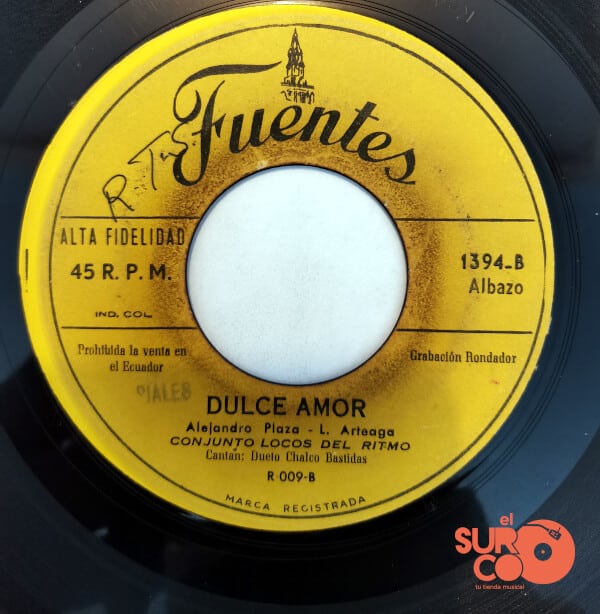 Fuentes
ALTA FIDELIDAD
45 R. P. M.
IND. COL.
1394-B
Albazo
Prohibida la venta en
el Ecuador
Grabación Rondador
DULCE AMOR
Alejandro Plaza - L. Arteaga
CONJUNTO LOCOS DEL RITMO
Cantán: Dueto Chalco Bastidas
R-009-B
MARCA REGISTRADA
el
SURCO
tu tienda musical